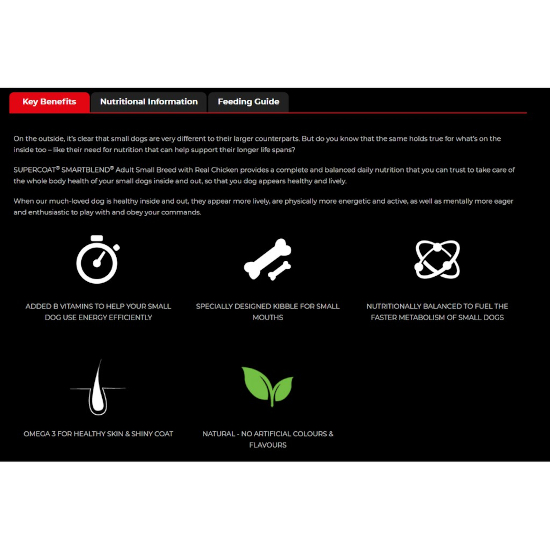 Key Benefits
Nutritional Information
Feeding Guide
On the outside, it's clear that small dogs are very different to their larger counterparts. But do you know that the same holds true for what's on the
inside too – like their need for nutrition that can help support their longer life spans?
SUPERCOAT® SMARTBLEND® Adult Small Breed with Real Chicken provides a complete and balanced daily nutrition that you can trust to take care of
the whole body health of your small dogs inside and out, so that you dog appears healthy and lively.
When our much-loved dog is healthy inside and out, they appear more lively, are physically more energetic and active, as well as mentally more eager
and enthusiastic to play with and obey your commands.
ADDED B VITAMINS TO HELP YOUR SMALL
DOG USE ENERGY EFFICIENTLY
SPECIALLY DESIGNED KIBBLE FOR SMALL
MOUTHS
NUTRITIONALLY BALANCED TO FUEL THE
FASTER METABOLISM OF SMALL DOGS
OMEGA 3 FOR HEALTHY SKIN & SHINY COAT
NATURAL - NO ARTIFICIAL COLOURS &
FLAVOURS